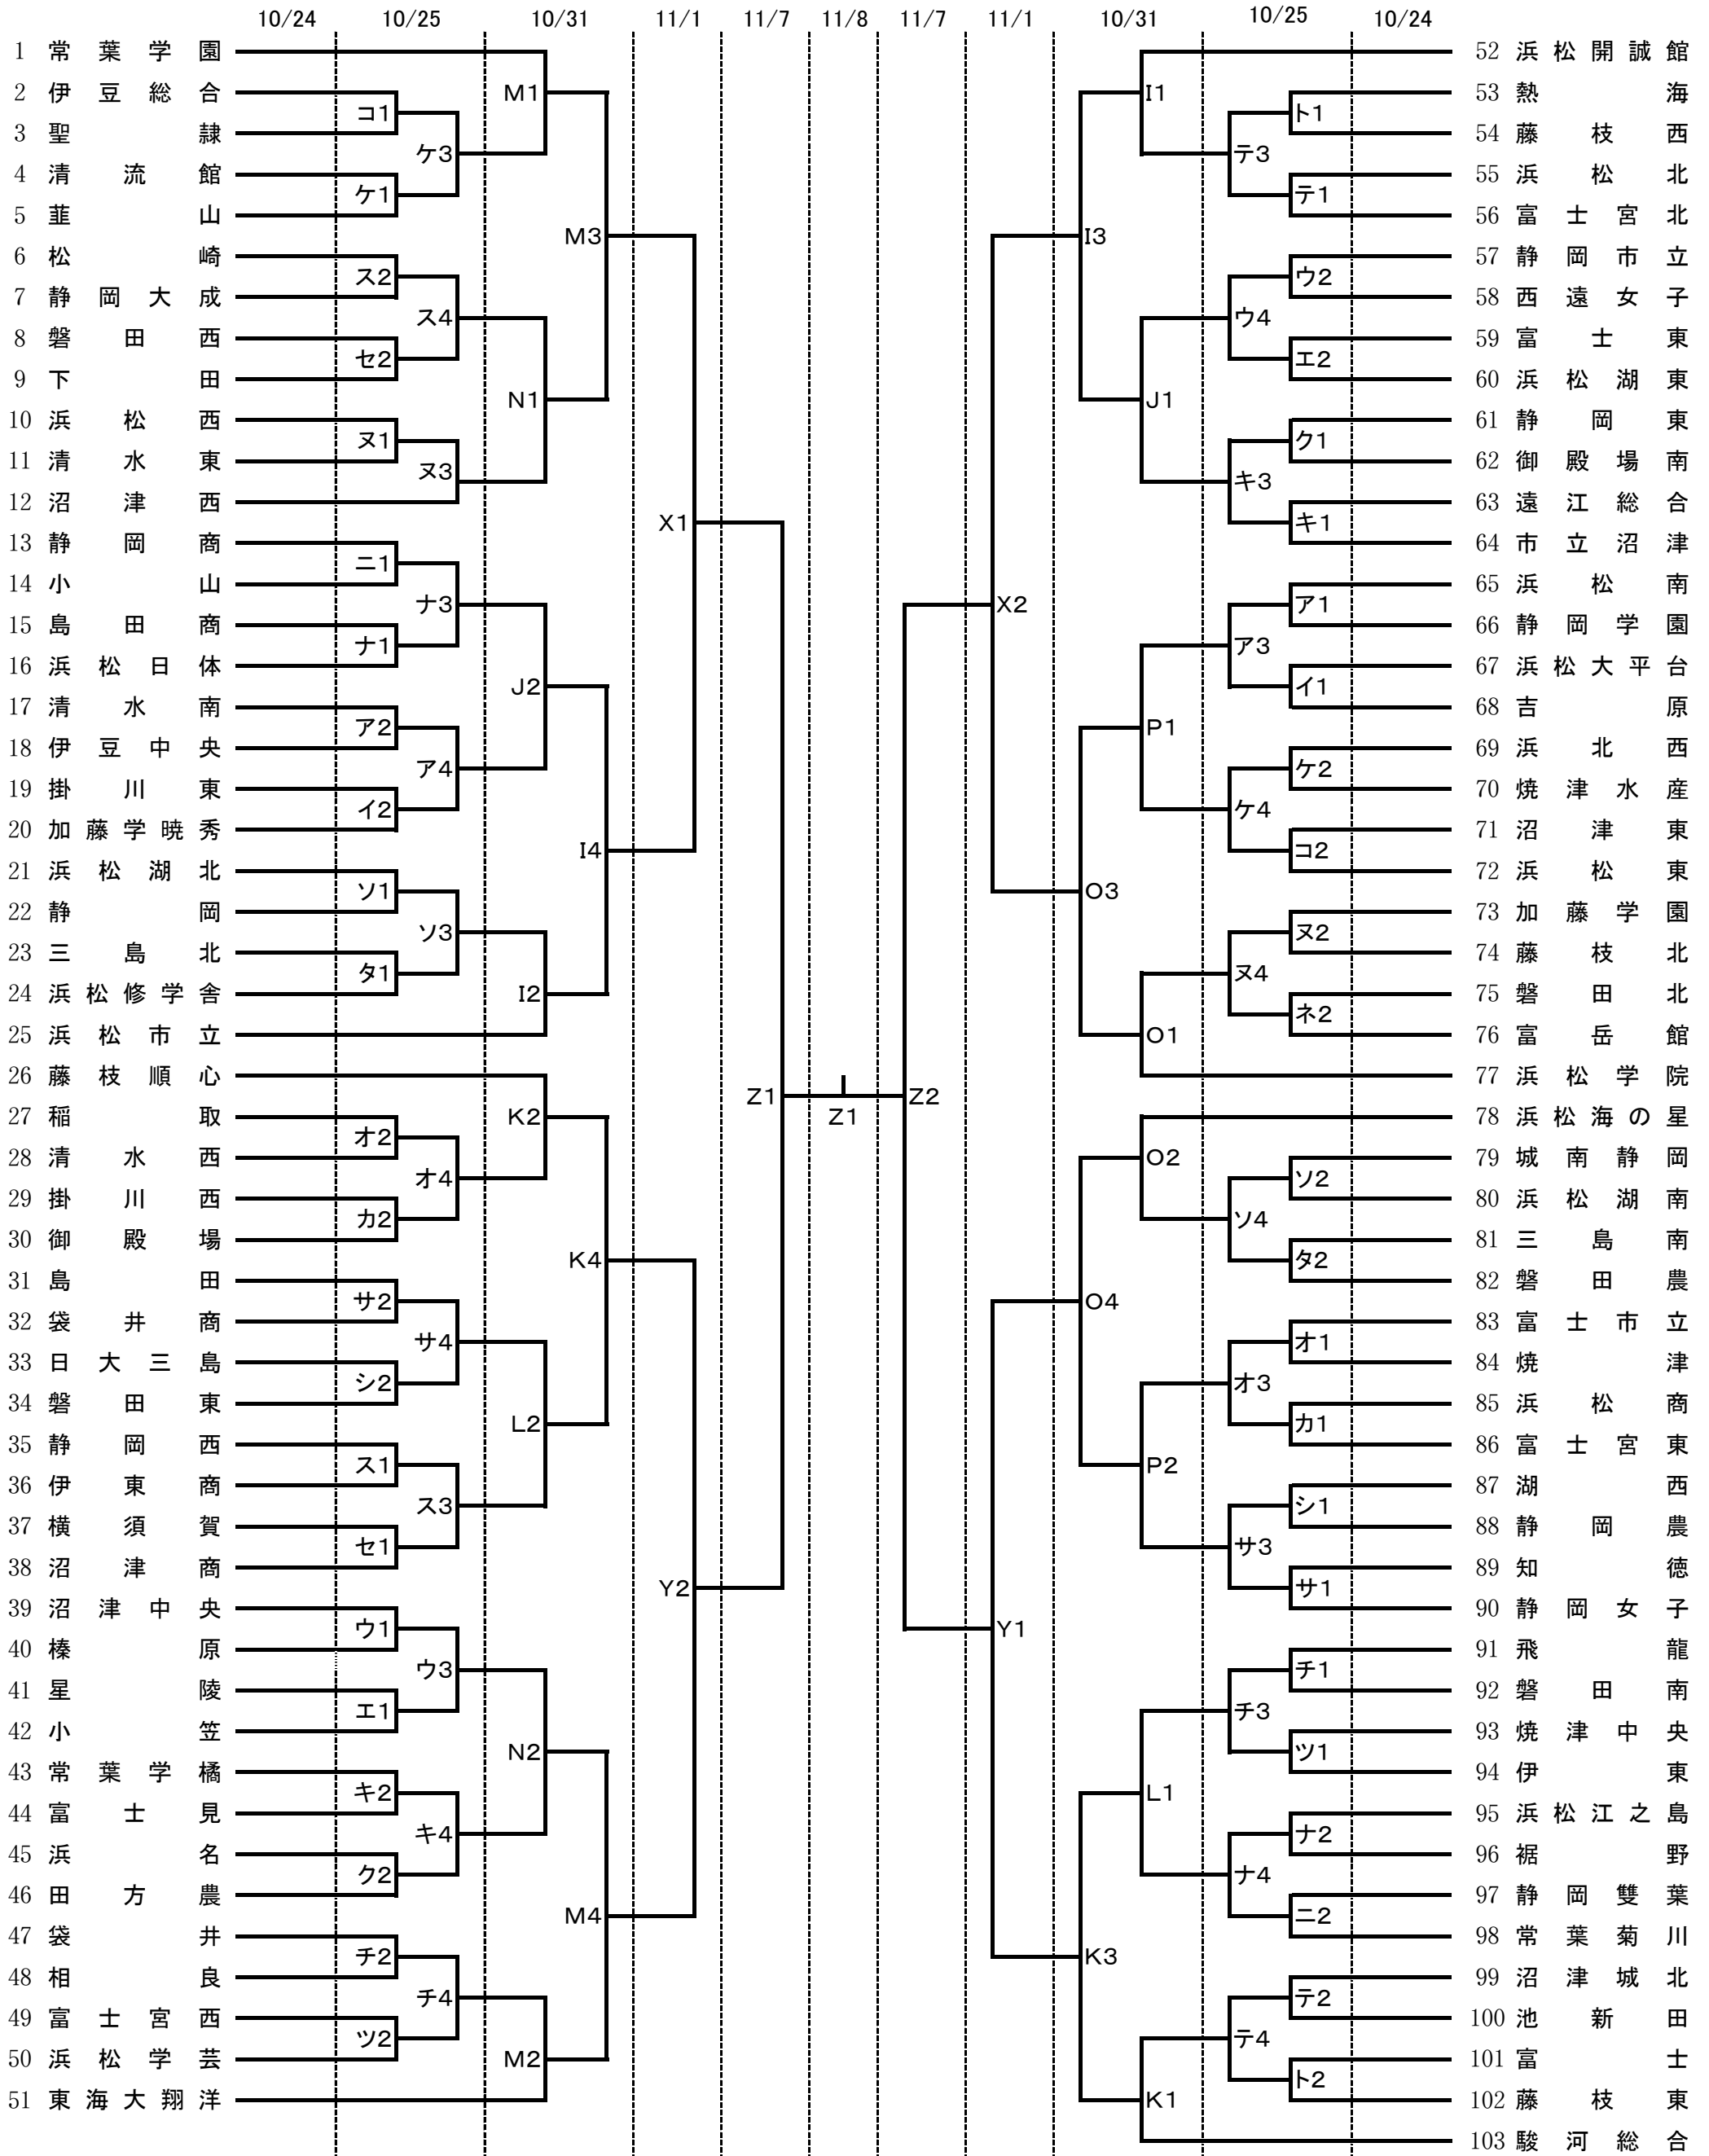 10/24 10/25 10/31 11/1 11/7 11/8 11/7 11/1 10/31 10/25 10/24
1 常葉学園
2 伊豆総合
3 聖隷
4 清流館
5 韮山
6 松崎
7 静岡大成
8 磐田西
9 下田
10 浜松西
11 清水東
12 沼津西
13 静岡商
14 小山
15 島田商
16 浜松日体
17 清水南
18 伊豆中央
19 掛川東
20 加藤学暁秀
21 浜松湖北
22 静岡
23 三島北
24 浜松修学舎
25 浜松市立
26 藤枝順心
27 稲取
28 清水西
29 掛川西
30 御殿場
31 島田
32 袋井商
33 日大三島
34 磐田東
35 静岡西
36 伊東商
37 横須賀
38 沼津商
39 沼津中央
40 榛原
41 星陵
42 小笠
43 常葉学橘
44 富士見
45 浜名
46 田方農
47 袋井
48 相良
49 富士宮西
50 浜松学芸
51 東海大翔洋
コ1
ケ1
ス2
セ2
ヌ1
ニ1
ナ1
ア2
イ2
ソ1
タ1
オ2
カ2
サ2
シ2
ス1
セ1
ウ1
エ1
キ2
ク2
チ2
ツ2
ケ3
ス4
ヌ3
ナ3
ア4
ソ3
オ4
サ4
ス3
ウ3
キ4
チ4
M1
N1
J2
I2
K2
L2
N2
M2
M3
I4
K4
M4
X1
Y2
Z1
Z1
Z2
X2
Y1
I3
O3
O4
K3
I1
J1
P1
O1
O2
P2
L1
K1
テ3
ウ4
キ3
ア3
ケ4
ヌ4
ソ4
オ3
サ3
チ3
ナ4
テ4
ト1
テ1
ウ2
エ2
ク1
キ1
ア1
イ1
ケ2
コ2
ヌ2
ネ2
ソ2
タ2
オ1
カ1
シ1
サ1
チ1
ツ1
ナ2
ニ2
テ2
ト2
52 浜松開誠館
53 熱海
54 藤枝西
55 浜松北
56 富士宮北
57 静岡市立
58 西遠女子
59 富士東
60 浜松湖東
61 静岡東
62 御殿場南
63 遠江総合
64 市立沼津
65 浜松南
66 静岡学園
67 浜松大平台
68 吉原
69 浜北西
70 焼津水産
71 沼津東
72 浜松東
73 加藤学園
74 藤枝北
75 磐田北
76 富岳館
77 浜松学院
78 浜松海の星
79 城南静岡
80 浜松湖南
81 三島南
82 磐田農
83 富士市立
84 焼津
85 浜松商
86 富士宮東
87 湖西
88 静岡農
89 知徳
90 静岡女子
91 飛龍
92 磐田南
93 焼津中央
94 伊東
95 浜松江之島
96 裾野
97 静岡雙葉
98 常葉菊川
99 沼津城北
100 池新田
101 富士
102 藤枝東
103 駿河総合